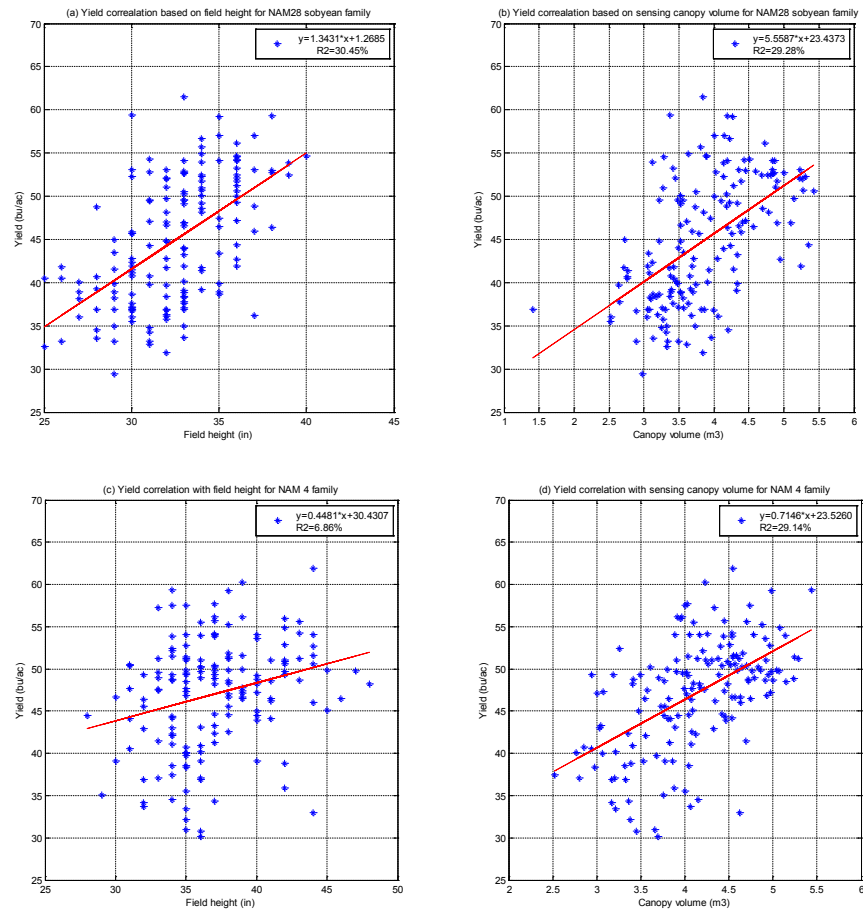 (a) Yield correalation based on field height for NAM28 sobyean family
y=1.3431*x+1.2685
R2=30.45%
70
65
60
55
50
45
40
35
30
25
Yield (bu/ac)
25 30 35 40 45
Field height (in)
(b) Yield correlation based on sensing canopy volume for NAM28 sobyean family
y=5.5587*x+23.4373
R2=29.28%
70
65
60
55
50
45
40
35
30
25
Yield (bu/ac)
1 1.5 2 2.5 3 3.5 4 4.5 5 5.5 6
Canopy volume (m3)
(c) Yield correlation with field height for NAM 4 family
y=0.4481*x+30.4307
R2=6.86%
70
65
60
55
50
45
40
35
30
25
Yield (bu/ac)
25 30 35 40 45 50
Field height (in)
(d) Yield correlation with sensing canopy volume for NAM 4 family
y=0.7146*x+23.5260
R2=29.14%
70
65
60
55
50
45
40
35
30
25
Yield (bu/ac)
2 2.5 3 3.5 4 4.5 5 5.5 6
Canopy volume (m3)